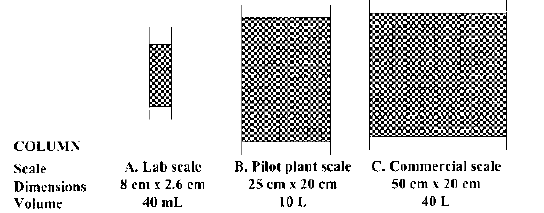 COLUMN
Scale A. Lab scale B. Pilot plant scale C. Commercial scale
Dimensions 8 cm x 2.6 cm 25 cm x 20 cm 50 cm x 20 cm
Volume 40 mL 10 L 40 L